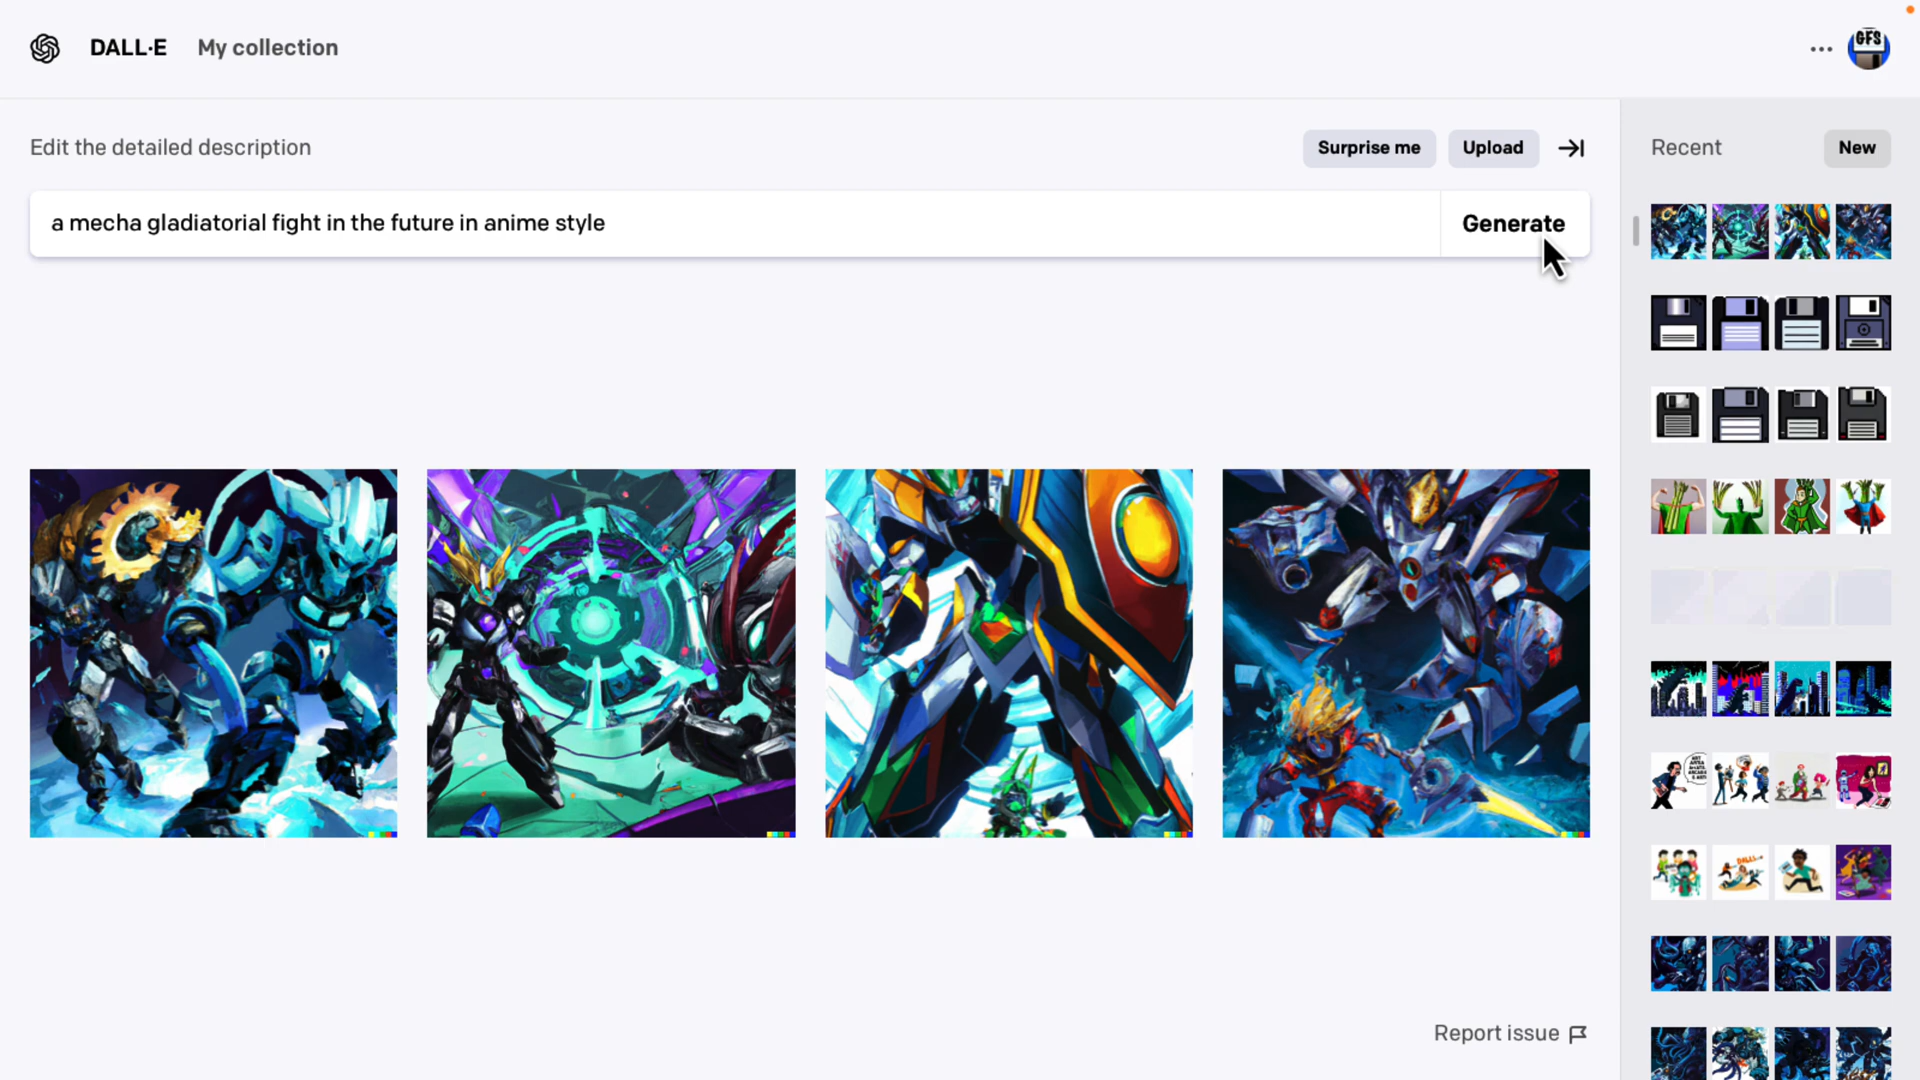 DALL·E My collection
GFS
Edit the detailed description
Surprise me
Upload
Recent
New
a mecha gladiatorial fight in the future in anime style
Generate
Report issue